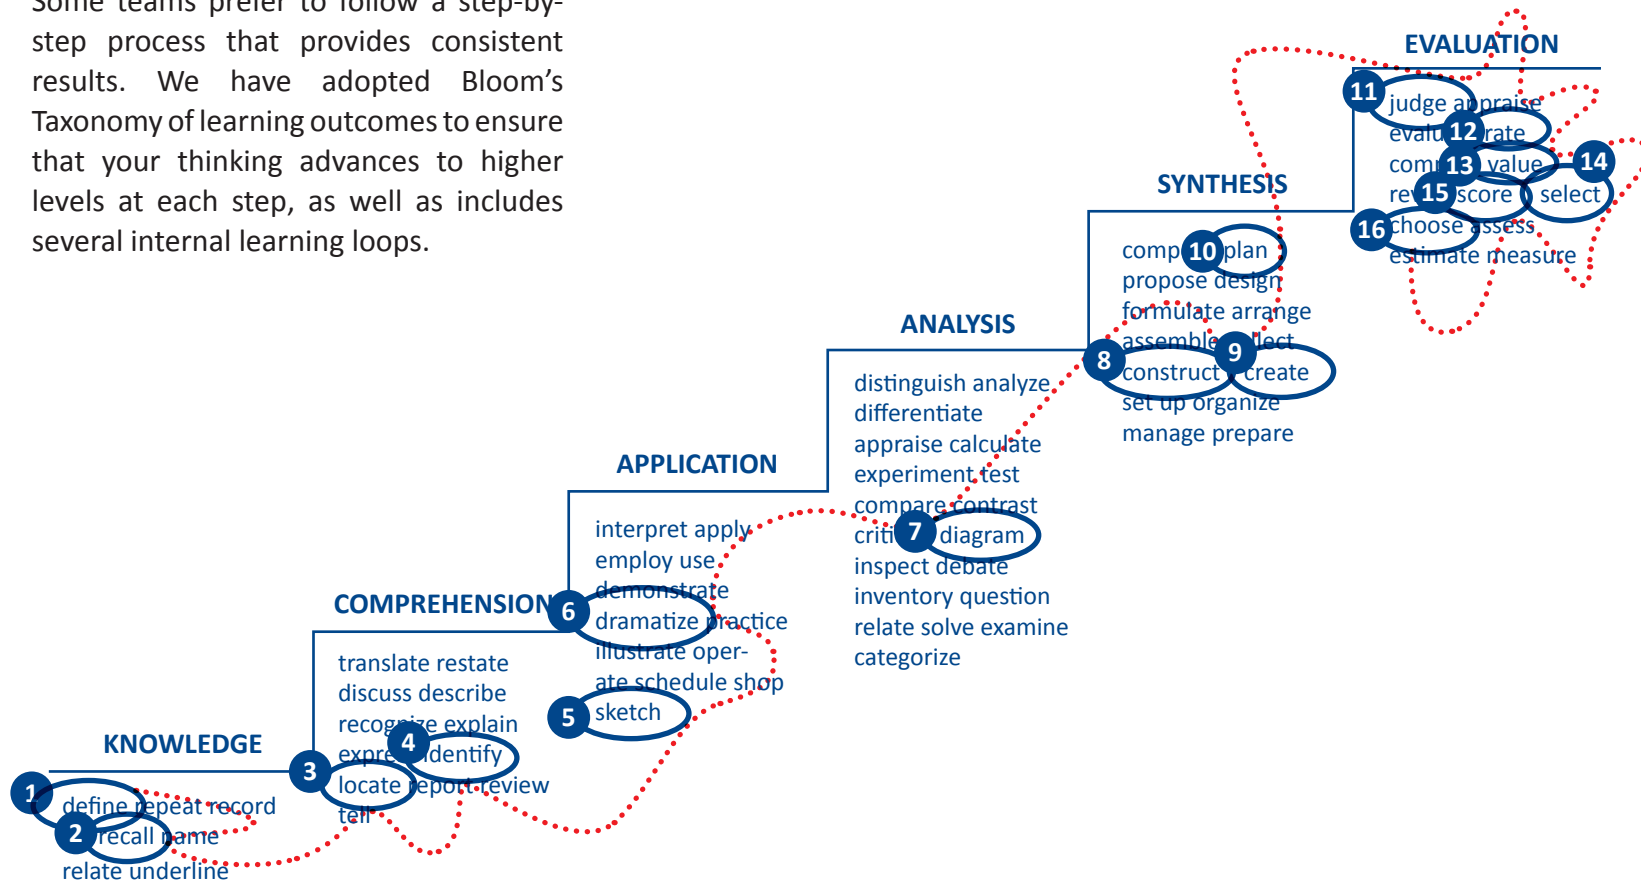 Some teams prefer to follow a step-by-
step process that provides consistent
results. We have adopted Bloom's
Taxonomy of learning outcomes to ensure
that your thinking advances to higher
levels at each step, as well as includes
several internal learning loops.
EVALUATION
11 judge appraise
12 rate
13 value 14
15 score select
16 choose assess
estimate measure
SYNTHESIS
10 plan
propose design
formulate arrange
assemble
8 9
construct create
set up organize
manage prepare
ANALYSIS
distinguish analyze
differentiate
appraise calculate
experiment test
compare contrast
7 diagram
inspect debate
inventory question
relate solve examine
categorize
APPLICATION
interpret apply
employ use
demonstrate
6 dramatize practice
illustrate oper-
ate schedule shop
5 sketch
COMPREHENSION
translate restate
discuss describe
recognize explain
4 identify
3 locate report review
tell
KNOWLEDGE
1 define repeat record
2 recall name
relate underline